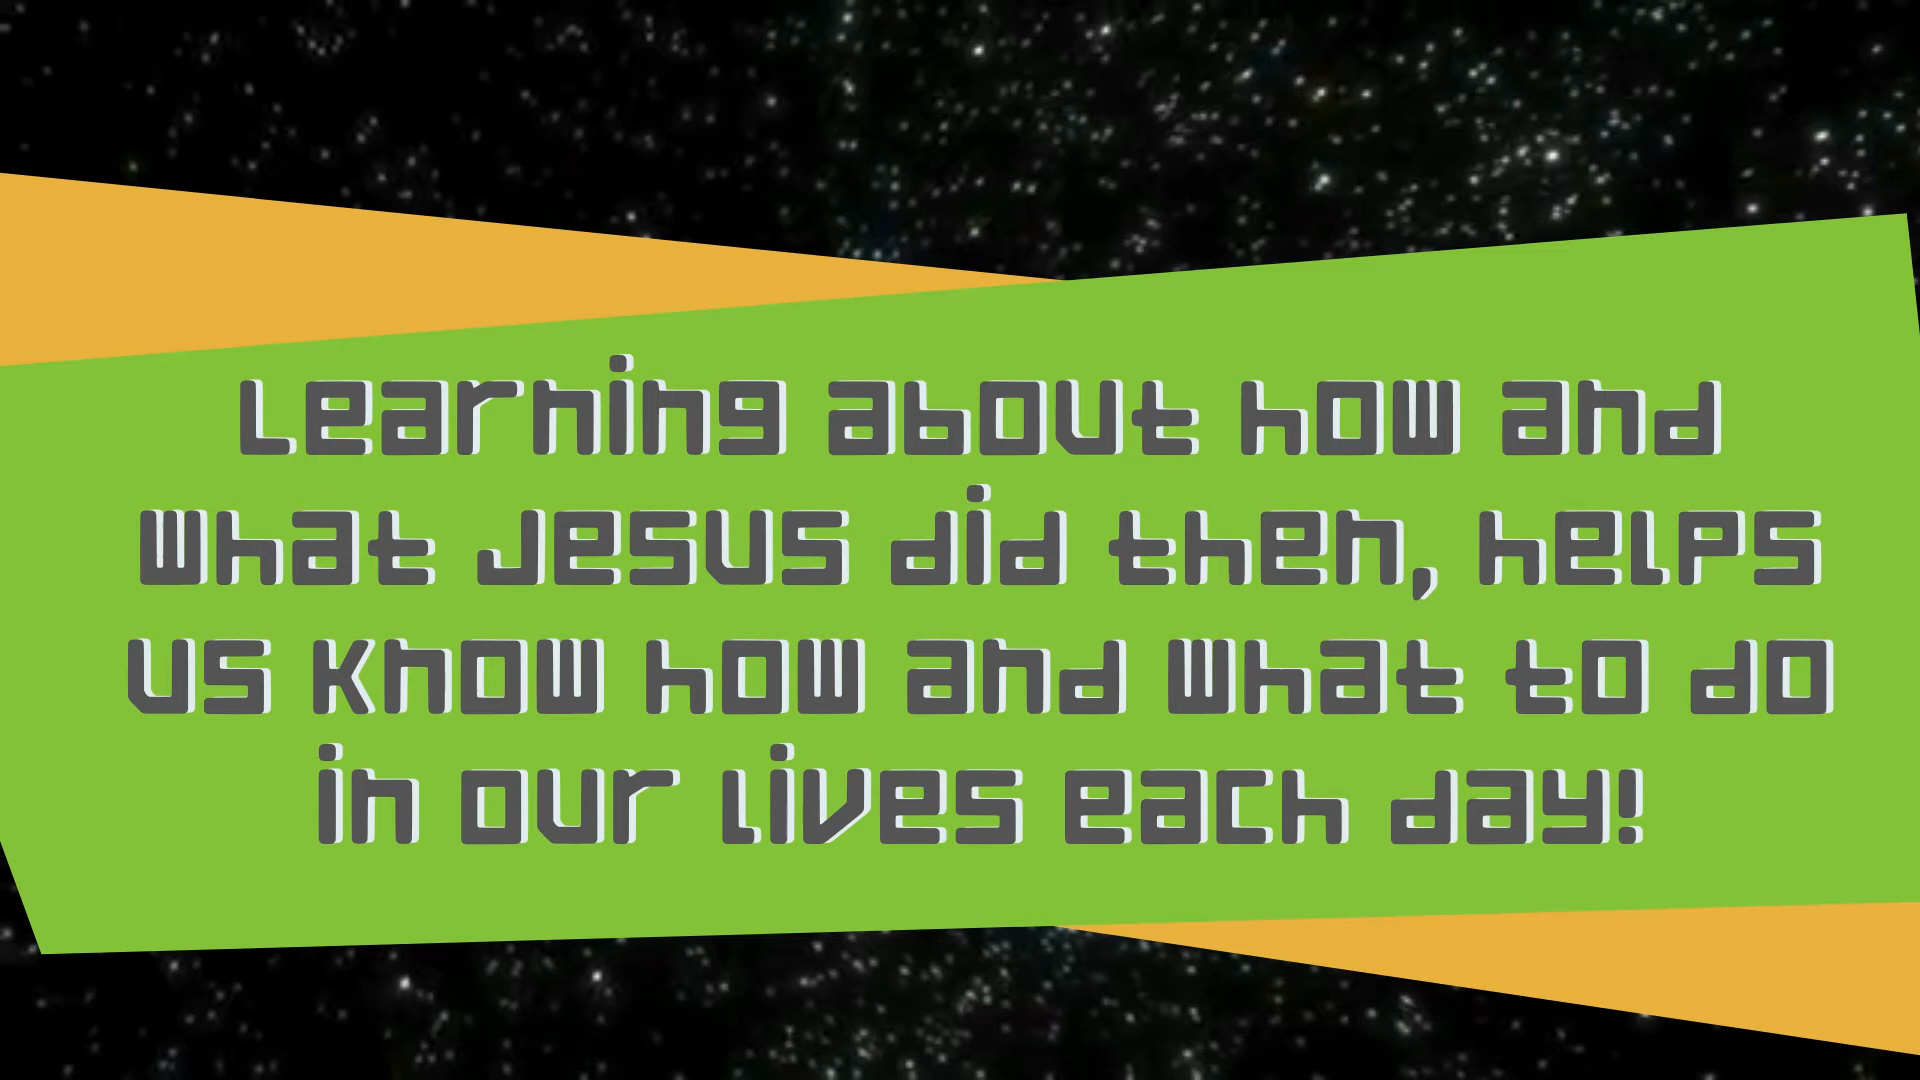 Learning about how and
what Jesus did then, helps
us know how and what to do
in our lives each day!